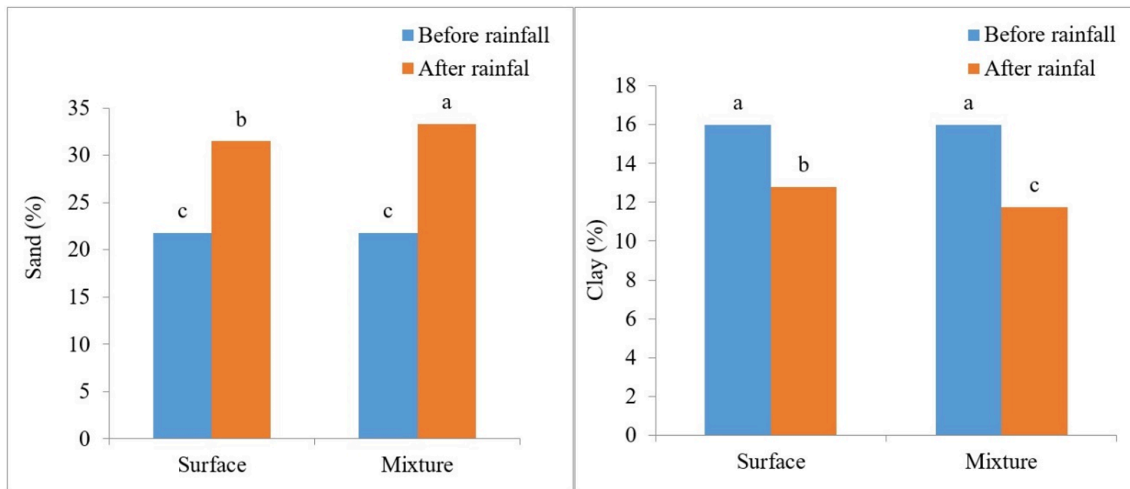 Before rainfall
After rainfal
35
30
25
20
15
10
5
0
Sand (%)
c
b
c
a
Surface
Mixture
Before rainfall
After rainfal
18
16
14
12
10
8
6
4
2
0
Clay (%)
a
b
a
c
Surface
Mixture